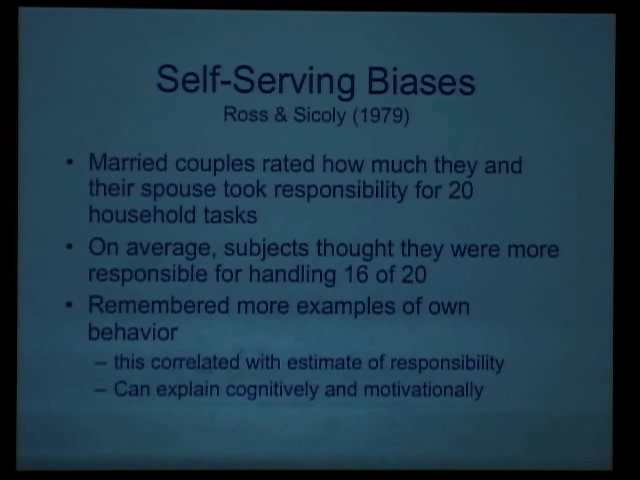 Self-Serving Biases
Ross & Sicoly (1979)
• Married couples rated how much they and
their spouse took responsibility for 20
household tasks
• On average, subjects thought they were more
responsible for handling 16 of 20
• Remembered more examples of own
behavior
– this correlated with estimate of responsibility
– Can explain cognitively and motivationally